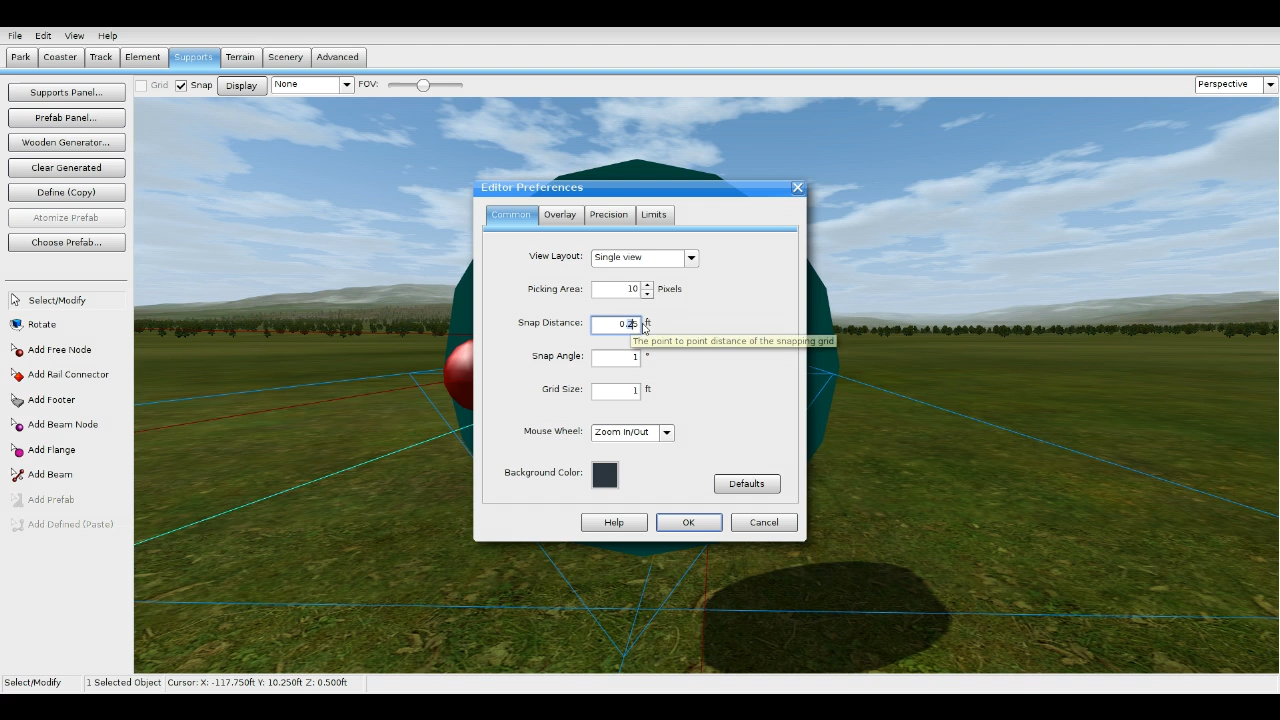 File Edit View Help
Park Coaster Track Element Supports Terrain Scenery Advanced
Grid Snap Display None FOV: Perspective
Supports Panel...
Prefab Panel...
Wooden Generator...
Clear Generated
Define (Copy)
Atomize Prefab
Choose Prefab...
Select/Modify
Rotate
Add Free Node
Add Rail Connector
Add Footer
Add Beam Node
Add Flange
Add Beam
Add Prefab
Add Defined (Paste)
Editor Preferences
Common Overlay Precision Limits
View Layout: Single view
Picking Area: 10 Pixels
Snap Distance: 0.25 ft
The point to point distance of the snapping grid
Snap Angle: 1 °
Grid Size: 1 ft
Mouse Wheel: Zoom In/Out
Background Color:
Defaults
Help OK Cancel
Select/Modify 1 Selected Object Cursor: X: -117.750ft Y: 10.250ft Z: 0.500ft